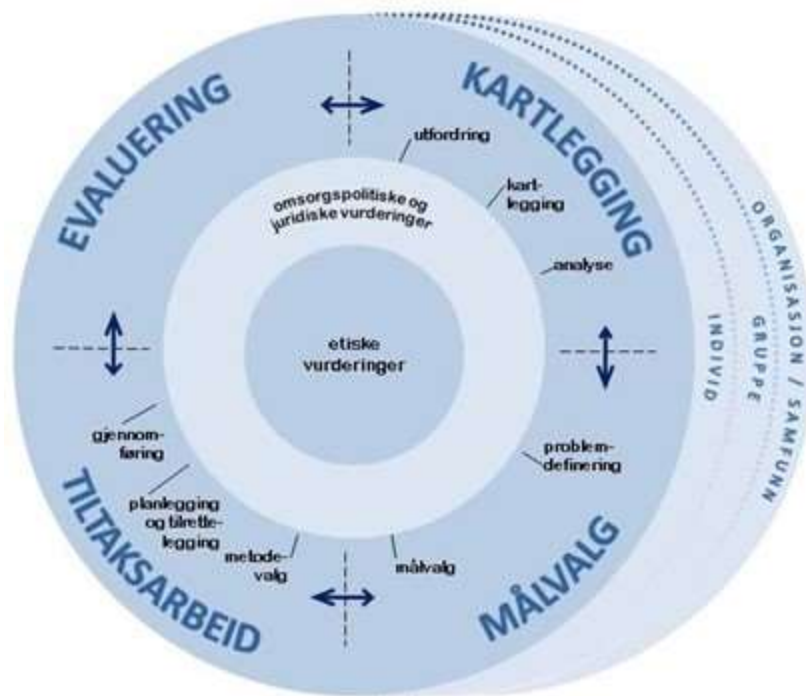 EVALUERING
KARTLEGGING
utfordring
kart-
legging
analyse
omsorgspolitiske og
juridiske vurderinger
etiske
vurderinger
INDIVID
GRUPPE
ORGANISASJON / SAMFUNN
gjennom-
føring
planlegging
og tilrette-
legging
metode-
valg
målvalg
problem-
definering
TILTAKSARBEID
MÅLVALG